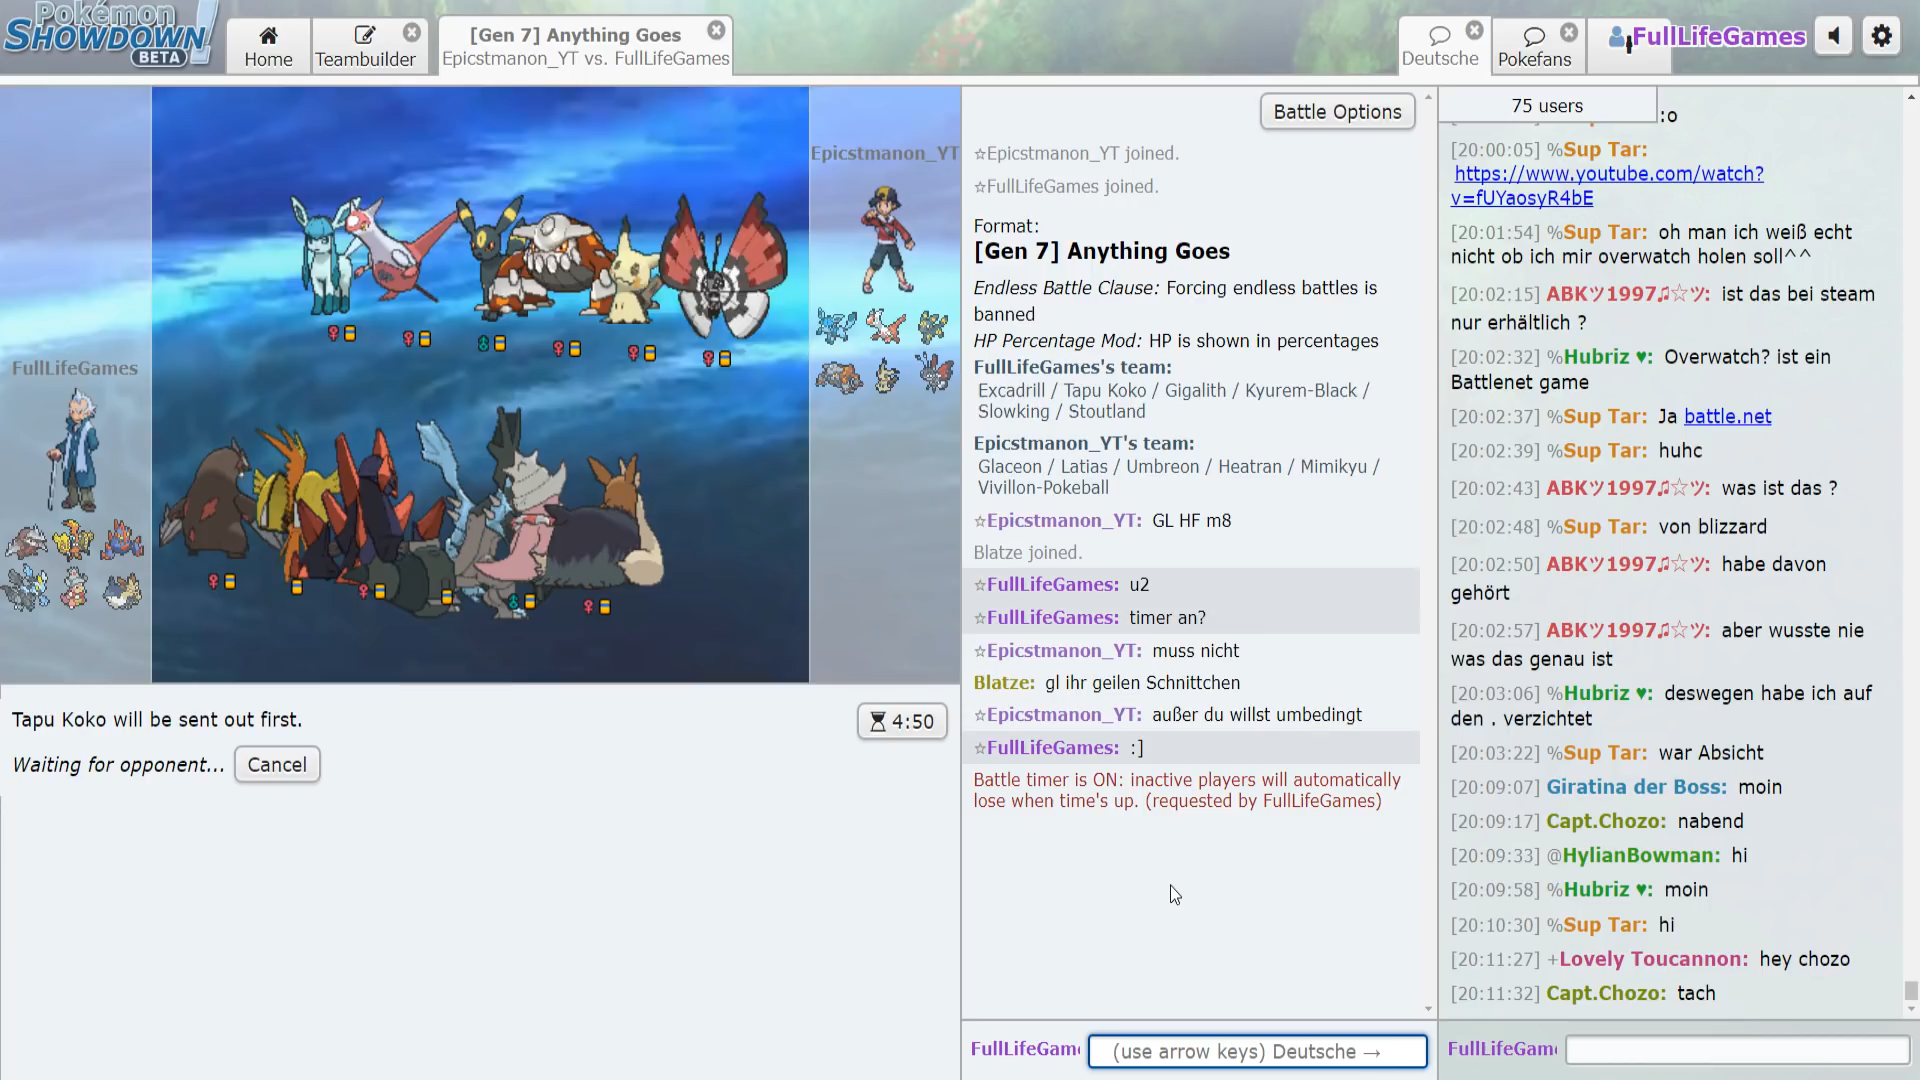 Pokémon
SHOWDOWN!
BETA
Home
Teambuilder
[Gen 7] Anything Goes
Epicstmanon_YT vs. FullLifeGames
Deutsche
Pokefans
FullLifeGames
Epicstmanon_YT
FullLifeGames
Tapu Koko will be sent out first.
4:50
Waiting for opponent...
Cancel
Battle Options
☆Epicstmanon_YT joined.
☆FullLifeGames joined.
Format:
[Gen 7] Anything Goes
Endless Battle Clause: Forcing endless battles is
banned
HP Percentage Mod: HP is shown in percentages
FullLifeGames's team:
Excadrill / Tapu Koko / Gigalith / Kyurem-Black /
Slowking / Stoutland
Epicstmanon_YT's team:
Glaceon / Latias / Umbreon / Heatran / Mimikyu /
Vivillon-Pokeball
☆Epicstmanon_YT: GL HF m8
Blatze joined.
☆FullLifeGames: u2
☆FullLifeGames: timer an?
☆Epicstmanon_YT: muss nicht
Blatze: gl ihr geilen Schnittchen
☆Epicstmanon_YT: außer du willst umbedingt
☆FullLifeGames: :]
Battle timer is ON: inactive players will automatically
lose when time's up. (requested by FullLifeGames)
FullLifeGam
(use arrow keys) Deutsche →
75 users
:o
[20:00:05] %Sup Tar:
https://www.youtube.com/watch?
v=fUYaosyR4bE
[20:01:54] %Sup Tar: oh man ich weiß echt
nicht ob ich mir overwatch holen soll^^
[20:02:15] ABKツ1997♫☆ツ: ist das bei steam
nur erhältlich ?
[20:02:32] %Hubriz ♥: Overwatch? ist ein
Battlenet game
[20:02:37] %Sup Tar: Ja battle.net
[20:02:39] %Sup Tar: huhc
[20:02:43] ABKツ1997♫☆ツ: was ist das ?
[20:02:48] %Sup Tar: von blizzard
[20:02:50] ABKツ1997♫☆ツ: habe davon
gehört
[20:02:57] ABKツ1997♫☆ツ: aber wusste nie
was das genau ist
[20:03:06] %Hubriz ♥: deswegen habe ich auf
den . verzichtet
[20:03:22] %Sup Tar: war Absicht
[20:09:07] Giratina der Boss: moin
[20:09:17] Capt.Chozo: nabend
[20:09:33] @HylianBowman: hi
[20:09:58] %Hubriz ♥: moin
[20:10:30] %Sup Tar: hi
[20:11:27] +Lovely Toucannon: hey chozo
[20:11:32] Capt.Chozo: tach
FullLifeGam